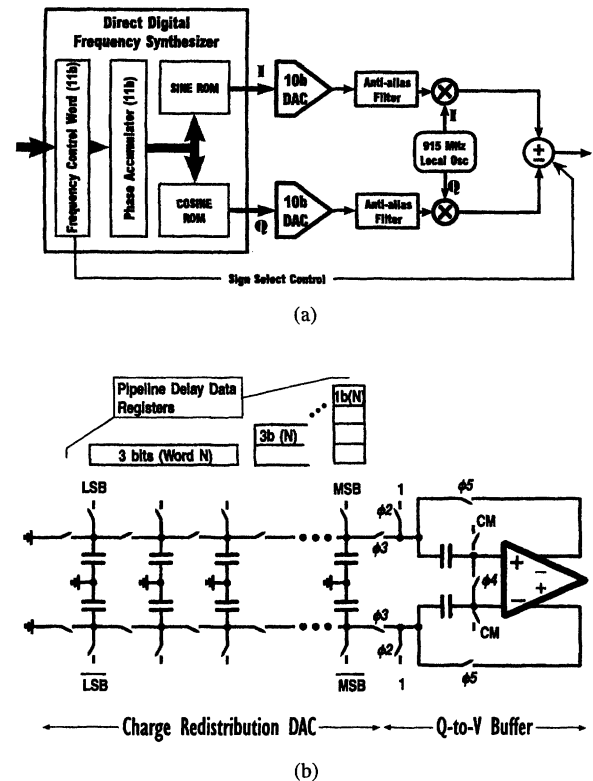 Direct Digital
Frequency Synthesizer
Frequency Control Word (11b)
Phase Accumulator (11b)
SINE ROM
COSINE
ROM
I
Q
10b
DAC
10b
DAC
Anti-alias
Filter
Anti-alias
Filter
I
915 MHz
Local Osc
Q
+
−
Sign Select Control
(a)
Pipeline Delay Data
Registers
3 bits (Word N)
3b (N)
1b(N)
LSB
MSB
ϕ2
1
ϕ3
ϕ5
CM
ϕ4
CM
+
−
−
+
ϕ3
ϕ2
1
ϕ5
L̅S̅B̅
M̅S̅B̅
Charge Redistribution DAC
Q-to-V Buffer
(b)